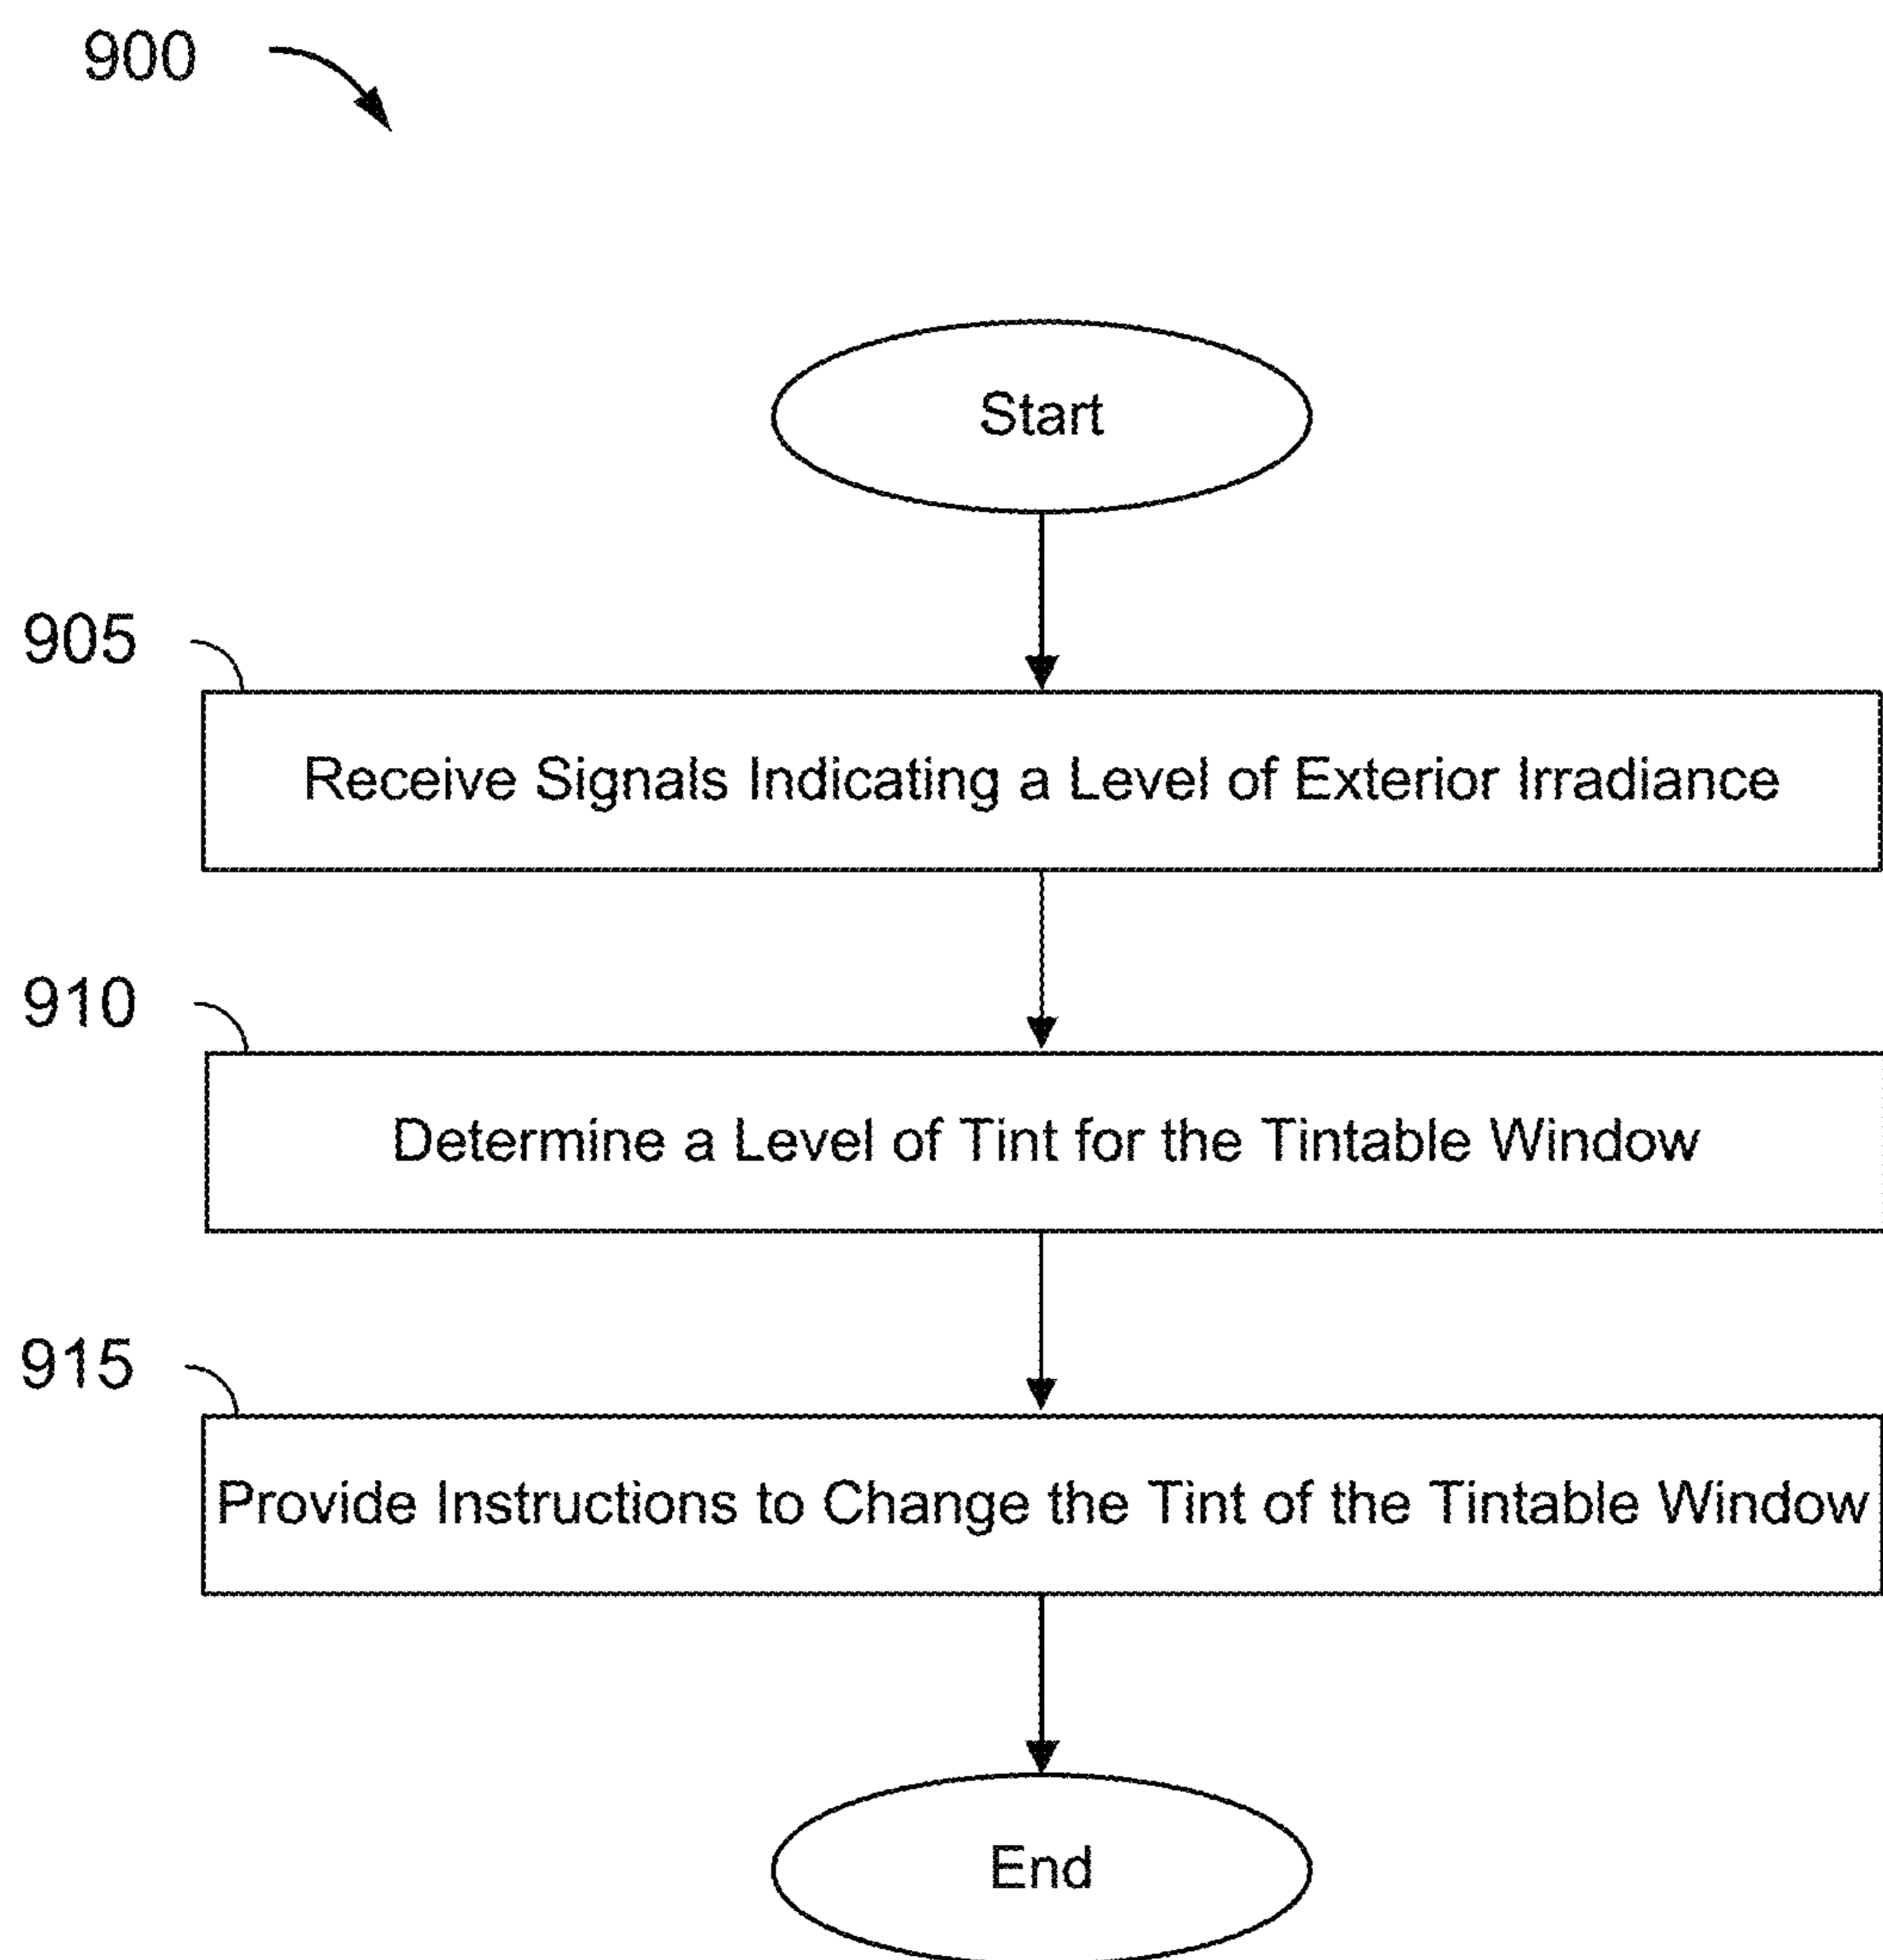 900
Start
905
Receive Signals Indicating a Level of Exterior Irradiance
910
Determine a Level of Tint for the Tintable Window
915
Provide Instructions to Change the Tint of the Tintable Window
End